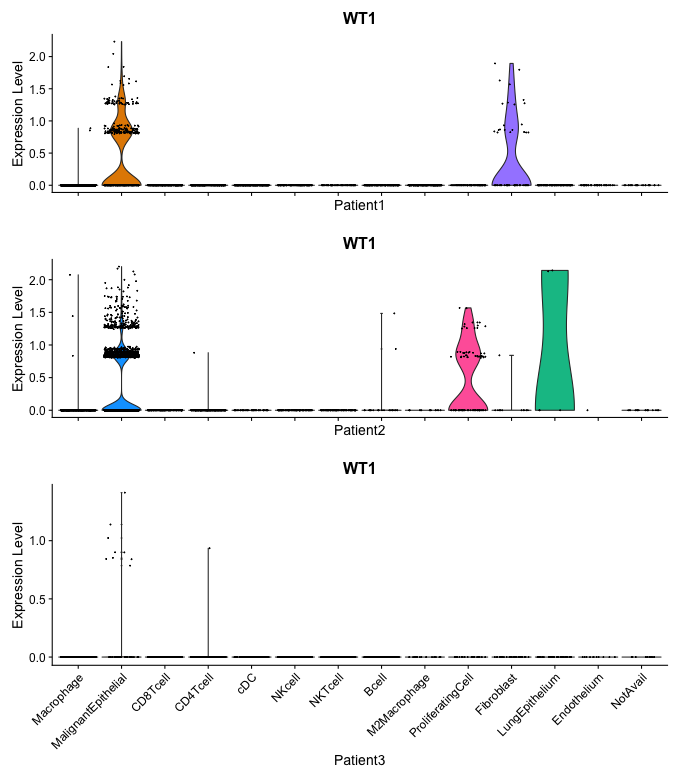 WT1
Expression Level
2.0
1.5
1.0
0.5
0.0
Patient1
WT1
Expression Level
2.0
1.5
1.0
0.5
0.0
Patient2
WT1
Expression Level
1.0
0.5
0.0
Macrophage
MalignantEpithelial
CD8Tcell
CD4Tcell
cDC
NKcell
NKTcell
Bcell
M2Macrophage
ProliferatingCell
Fibroblast
LungEpithelium
Endothelium
NotAvail
Patient3